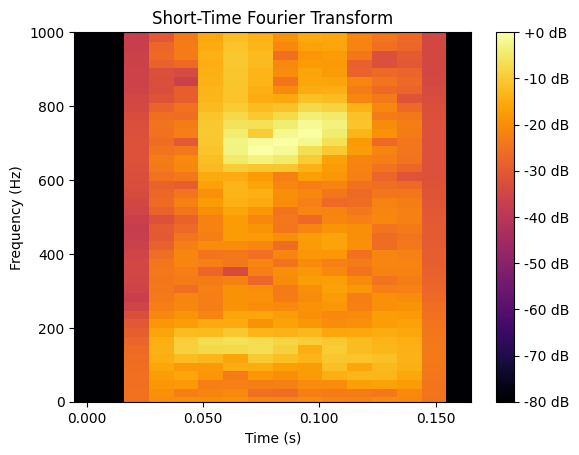 Short-Time Fourier Transform
1000
800
600
400
200
0
Frequency (Hz)
0.000
0.050
0.100
0.150
Time (s)
+0 dB
-10 dB
-20 dB
-30 dB
-40 dB
-50 dB
-60 dB
-70 dB
-80 dB